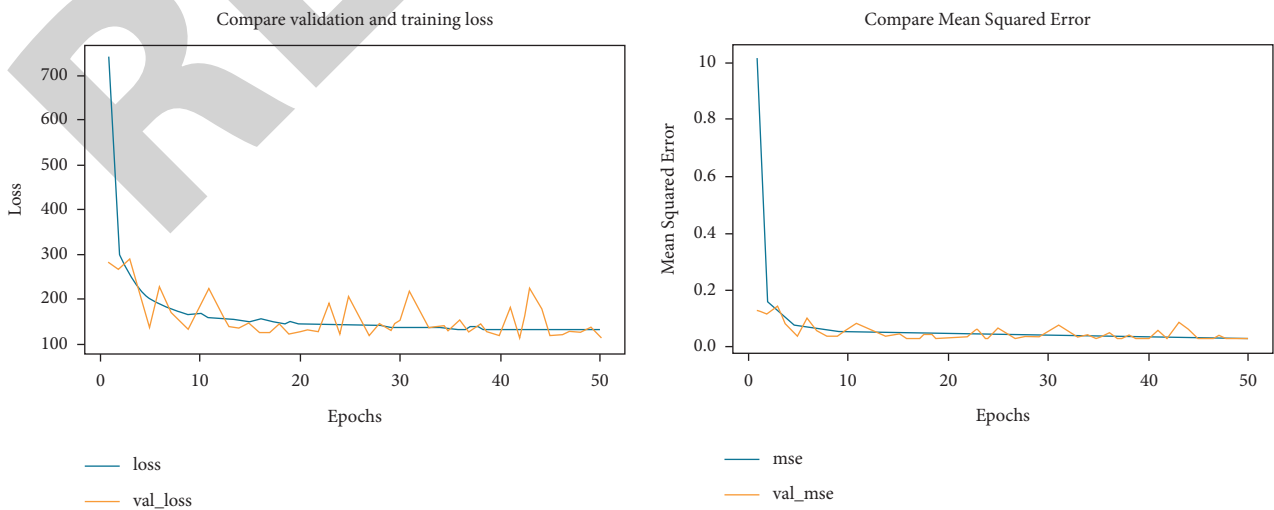 Compare validation and training loss
700
600
500
400
300
200
100
Loss
0 10 20 30 40 50
Epochs
loss
val_loss
Compare Mean Squared Error
10
0.8
0.6
0.4
0.2
0.0
Mean Squared Error
0 10 20 30 40 50
Epochs
mse
val_mse